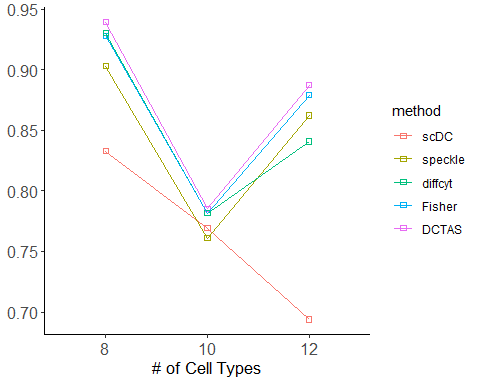 0.95
0.90
0.85
0.80
0.75
0.70
8
10
12
# of Cell Types
method
scDC
speckle
diffcyt
Fisher
DCTAS